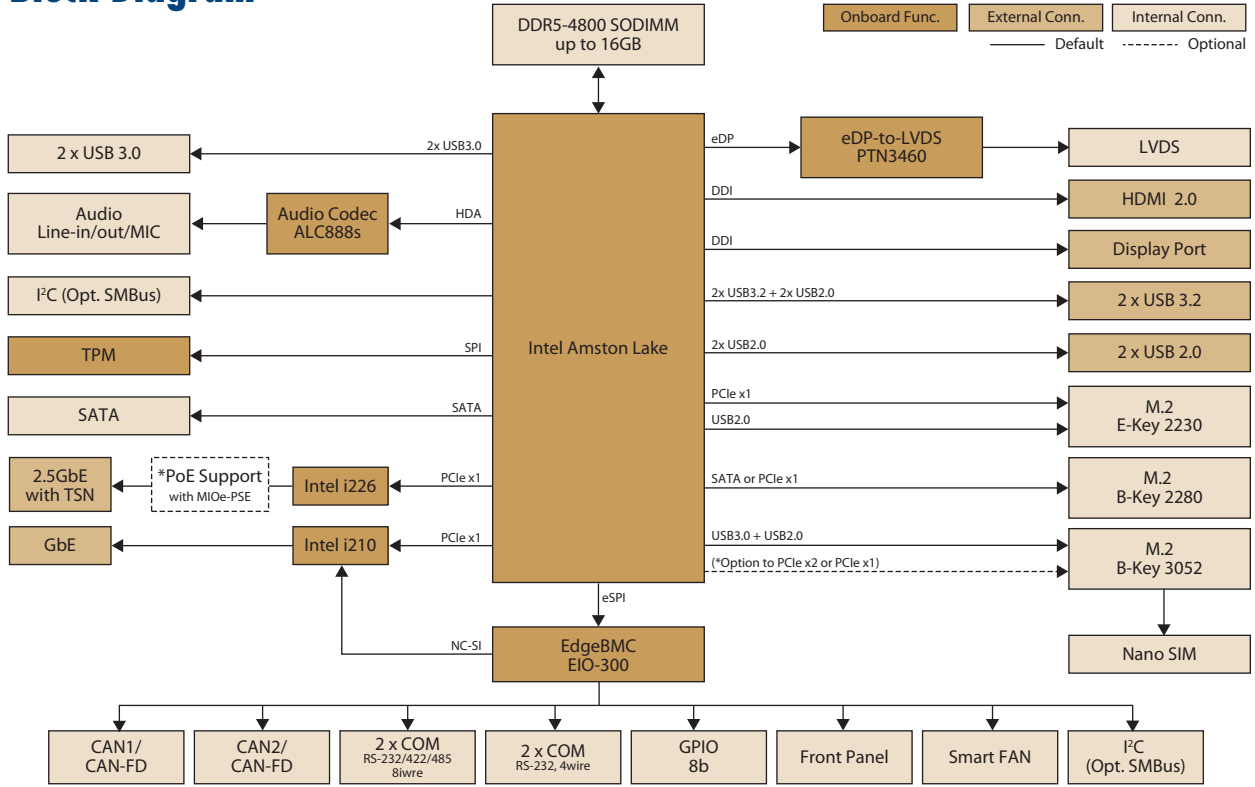 Block Diagram
Onboard Func.
External Conn.
Internal Conn.
Default
Optional
DDR5-4800 SODIMM
up to 16GB
Intel Amston Lake
2 x USB 3.0
2x USB3.0
Audio
Line-in/out/MIC
Audio Codec
ALC888s
HDA
I²C (Opt. SMBus)
TPM
SPI
SATA
SATA
2.5GbE
with TSN
*PoE Support
with MIOe-PSE
Intel i226
PCIe x1
GbE
Intel i210
PCIe x1
eDP
eDP-to-LVDS
PTN3460
LVDS
DDI
HDMI 2.0
DDI
Display Port
2x USB3.2 + 2x USB2.0
2 x USB 3.2
2x USB2.0
2 x USB 2.0
PCIe x1
USB2.0
M.2
E-Key 2230
SATA or PCIe x1
M.2
B-Key 2280
USB3.0 + USB2.0
(*Option to PCIe x2 or PCIe x1)
M.2
B-Key 3052
Nano SIM
eSPI
NC-SI
EdgeBMC
EIO-300
CAN1/
CAN-FD
CAN2/
CAN-FD
2 x COM
RS-232/422/485
8iwre
2 x COM
RS-232, 4wire
GPIO
8b
Front Panel
Smart FAN
I²C
(Opt. SMBus)